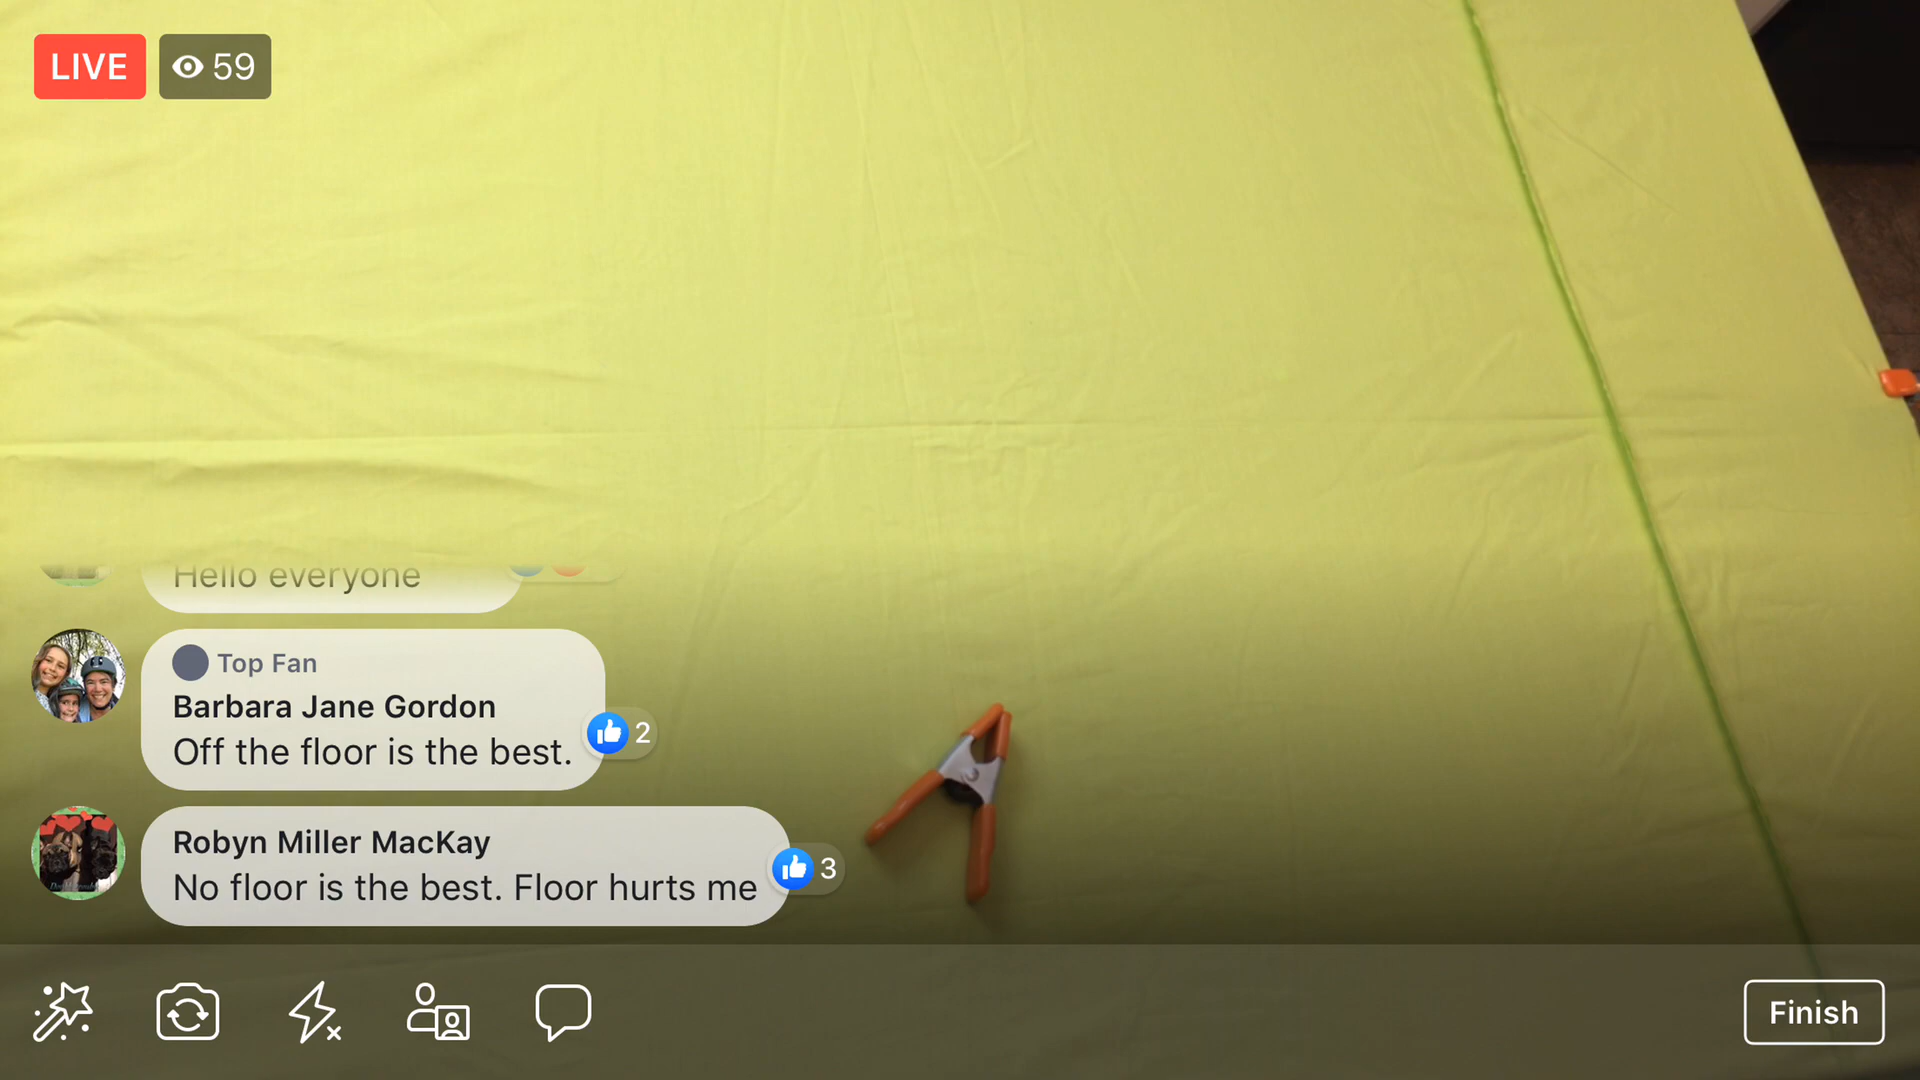 LIVE
59
Hello everyone
Top Fan
Barbara Jane Gordon
Off the floor is the best.
2
Robyn Miller MacKay
No floor is the best. Floor hurts me
3
Finish